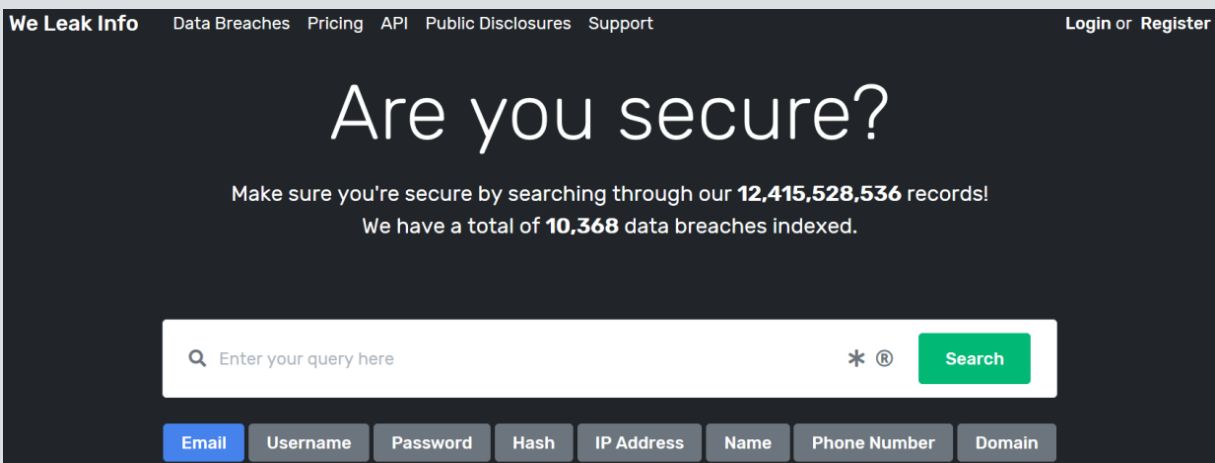 We Leak Info Data Breaches Pricing API Public Disclosures Support Login or Register
Are you secure?
Make sure you're secure by searching through our 12,415,528,536 records!
We have a total of 10,368 data breaches indexed.
Enter your query here * ® Search
Email Username Password Hash IP Address Name Phone Number Domain